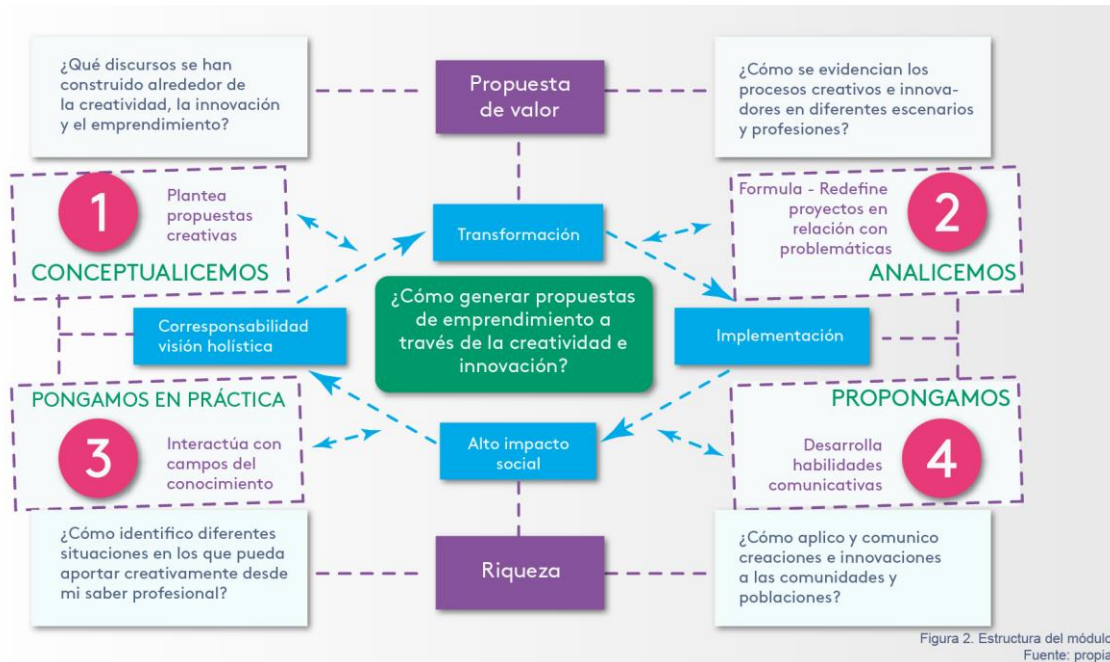 ¿Qué discursos se han
construido alrededor de
la creatividad, la innovación
y el emprendimiento?
Propuesta
de valor
¿Cómo se evidencian los
procesos creativos e innova-
dores en diferentes escenarios
y profesiones?
1
Plantea
propuestas
creativas
CONCEPTUALICEMOS
Transformación
Formula - Redefine
proyectos en
relación con
problemáticas
2
ANALICEMOS
Corresponsabilidad
visión holística
¿Cómo generar propuestas
de emprendimiento a
través de la creatividad e
innovación?
Implementación
PONGAMOS EN PRÁCTICA
3
Interactúa con
campos del
conocimiento
Alto impacto
social
PROPONGAMOS
Desarrolla
habilidades
comunicativas
4
¿Cómo identifico diferentes
situaciones en los que pueda
aportar creativamente desde
mi saber profesional?
Riqueza
¿Cómo aplico y comunico
creaciones e innovaciones
a las comunidades y
poblaciones?
Figura 2. Estructura del módulo
Fuente: propia